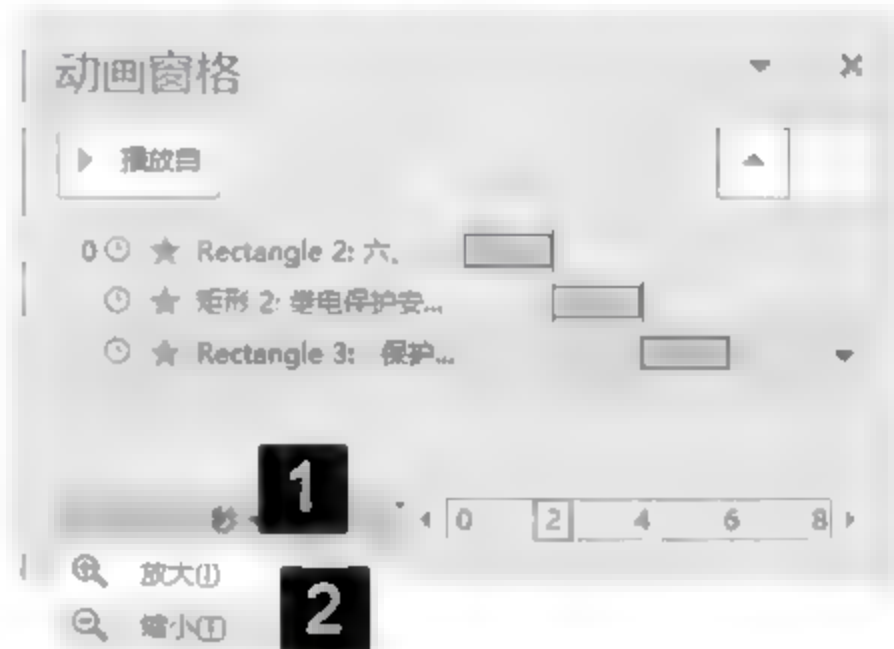 动画窗格
播放自
0 Rectangle 2: 六、
矩形 2: 继电保护安...
Rectangle 3: 保护...
1
秒 0 2 4 6 8
放大(I)
2
缩小(T)